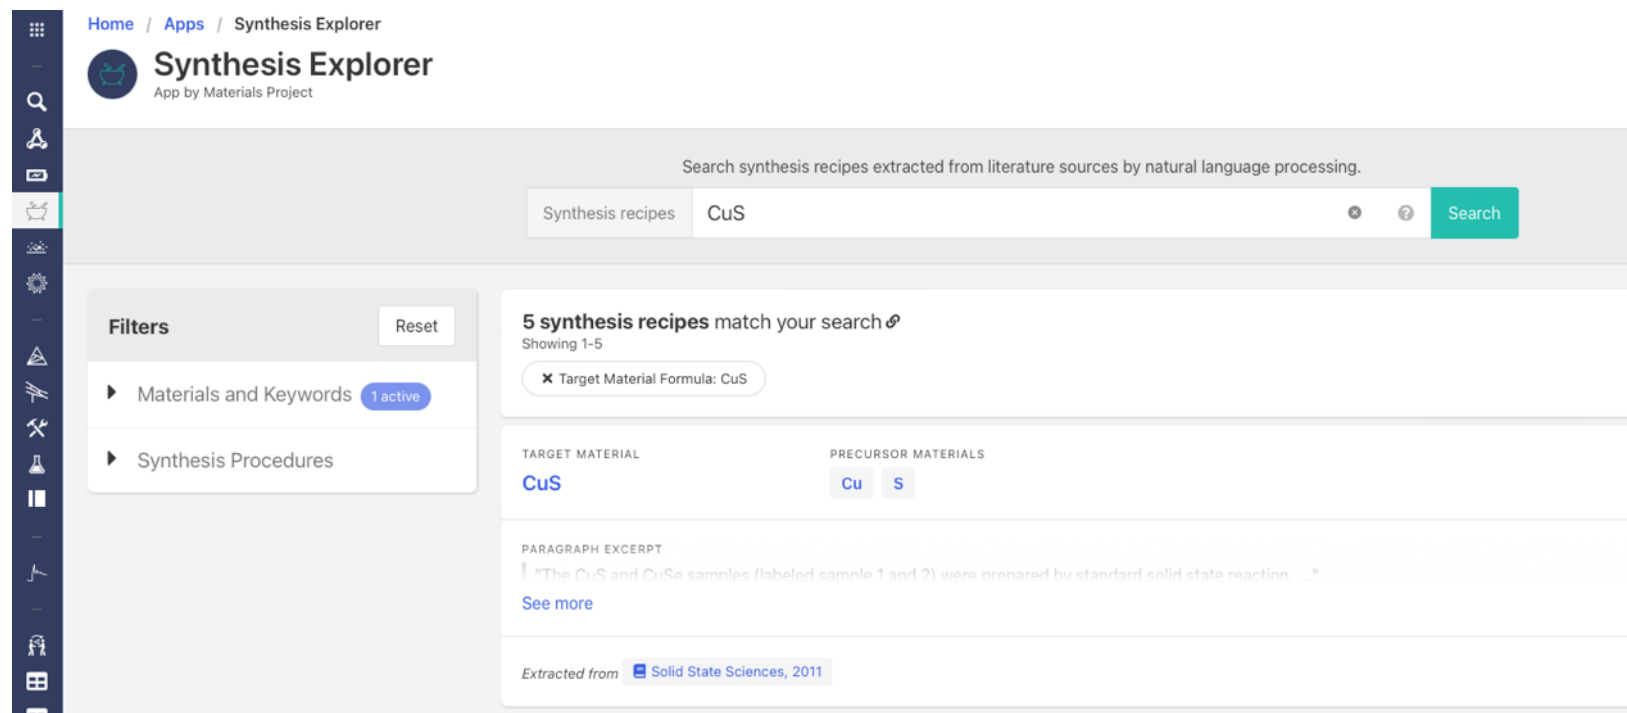 Home / Apps / Synthesis Explorer
Synthesis Explorer
App by Materials Project
Search synthesis recipes extracted from literature sources by natural language processing.
Synthesis recipes CuS Search
Filters Reset
Materials and Keywords 1 active
Synthesis Procedures
5 synthesis recipes match your search
Showing 1-5
Target Material Formula: CuS
TARGET MATERIAL PRECURSOR MATERIALS
CuS Cu S
PARAGRAPH EXCERPT
"The CuS and CuSe samples (labeled sample 1 and 2) were prepared by standard solid state reaction. ..."
See more
Extracted from Solid State Sciences, 2011